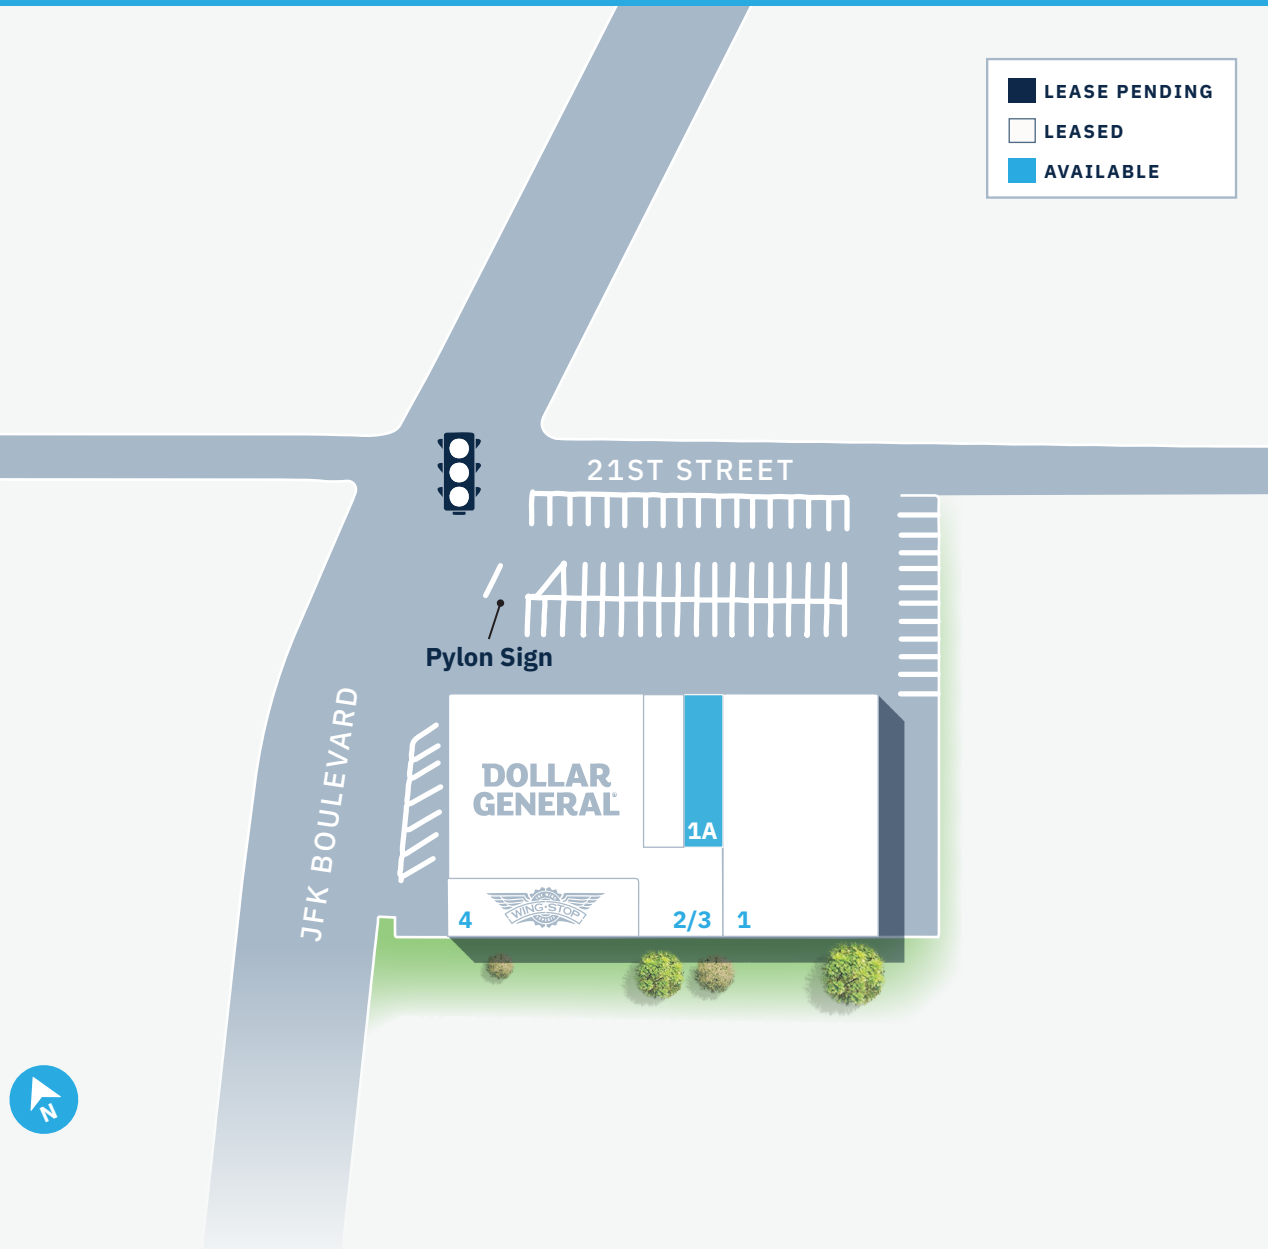 LEASE PENDING
LEASED
AVAILABLE
21ST STREET
Pylon Sign
JFK BOULEVARD
DOLLAR
GENERAL®
1A
4
WING·STOP
2/3
1
N